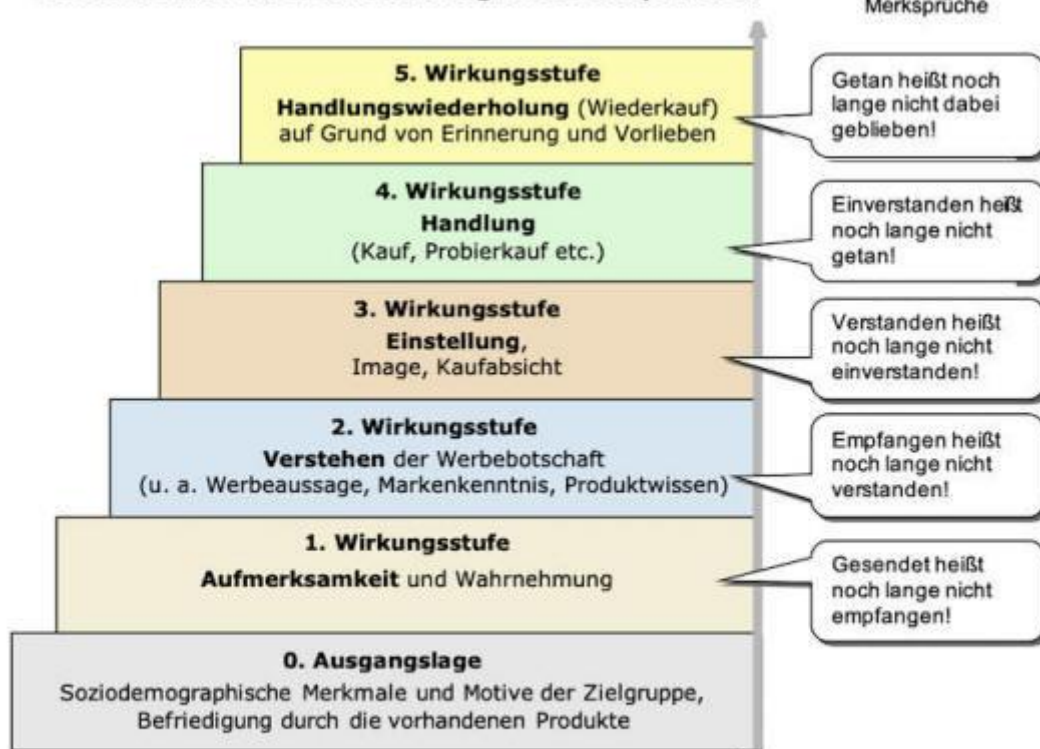 Merksprüche
5. Wirkungsstufe
Handlungswiederholung (Wiederkauf)
auf Grund von Erinnerung und Vorlieben
Getan heißt noch
lange nicht dabei
geblieben!
4. Wirkungsstufe
Handlung
(Kauf, Probierkauf etc.)
Einverstanden heißt
noch lange nicht
getan!
3. Wirkungsstufe
Einstellung,
Image, Kaufabsicht
Verstanden heißt
noch lange nicht
einverstanden!
2. Wirkungsstufe
Verstehen der Werbebotschaft
(u. a. Werbeaussage, Markenkenntnis, Produktwissen)
Empfangen heißt
noch lange nicht
verstanden!
1. Wirkungsstufe
Aufmerksamkeit und Wahrnehmung
Gesendet heißt
noch lange nicht
empfangen!
0. Ausgangslage
Soziodemographische Merkmale und Motive der Zielgruppe,
Befriedigung durch die vorhandenen Produkte